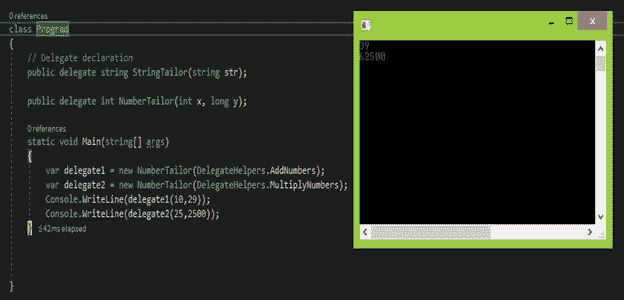 0 references
class Program
{
// Delegate declaration
public delegate string StringTailor(string str);
public delegate int NumberTailor(int x, long y);
0 references
static void Main(string[] args)
{
var delegate1 = new NumberTailor(DelegateHelpers.AddNumbers);
var delegate2 = new NumberTailor(DelegateHelpers.MultiplyNumbers);
Console.WriteLine(delegate1(10,29));
Console.WriteLine(delegate2(25,2500));
} ≤42ms elapsed
}
39
62500